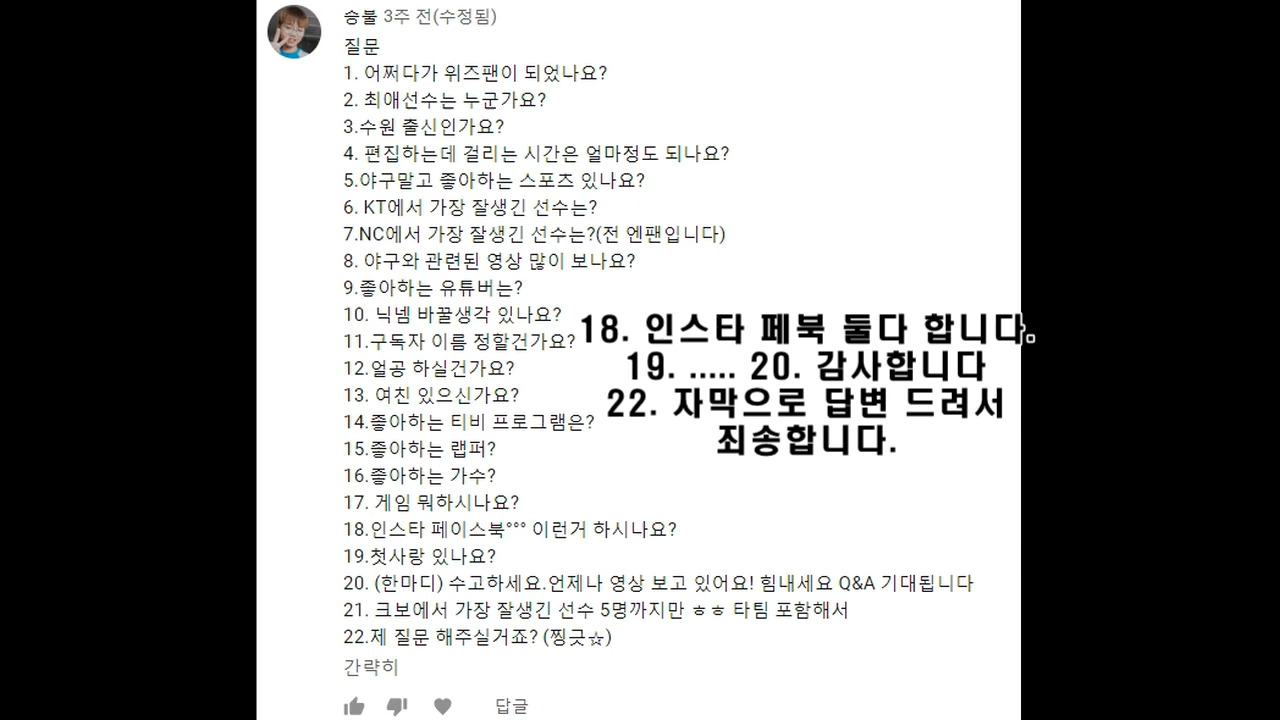 승불 3주 전(수정됨)
질문
1. 어쩌다가 위즈팬이 되었나요?
2. 최애선수는 누군가요?
3.수원 출신인가요?
4. 편집하는데 걸리는 시간은 얼마정도 되나요?
5.야구말고 좋아하는 스포츠 있나요?
6. KT에서 가장 잘생긴 선수는?
7.NC에서 가장 잘생긴 선수는?(전 엔팬입니다)
8. 야구와 관련된 영상 많이 보나요?
9.좋아하는 유튜버는?
10. 닉넴 바꿀생각 있나요?
11.구독자 이름 정할건가요?
12.얼공 하실건가요?
13. 여친 있으신가요?
14.좋아하는 티비 프로그램은?
15.좋아하는 랩퍼?
16.좋아하는 가수?
17. 게임 뭐하시나요?
18.인스타 페이스북°°° 이런거 하시나요?
19.첫사랑 있나요?
20. (한마디) 수고하세요.언제나 영상 보고 있어요! 힘내세요 Q&A 기대됩니다
21. 크보에서 가장 잘생긴 선수 5명까지만 ㅎㅎ 타팀 포함해서
22.제 질문 해주실거죠? (찡긋☆)
간략히
답글
18. 인스타 페북 둘다 합니다.
19. ..... 20. 감사합니다
22. 자막으로 답변 드려서
죄송합니다.